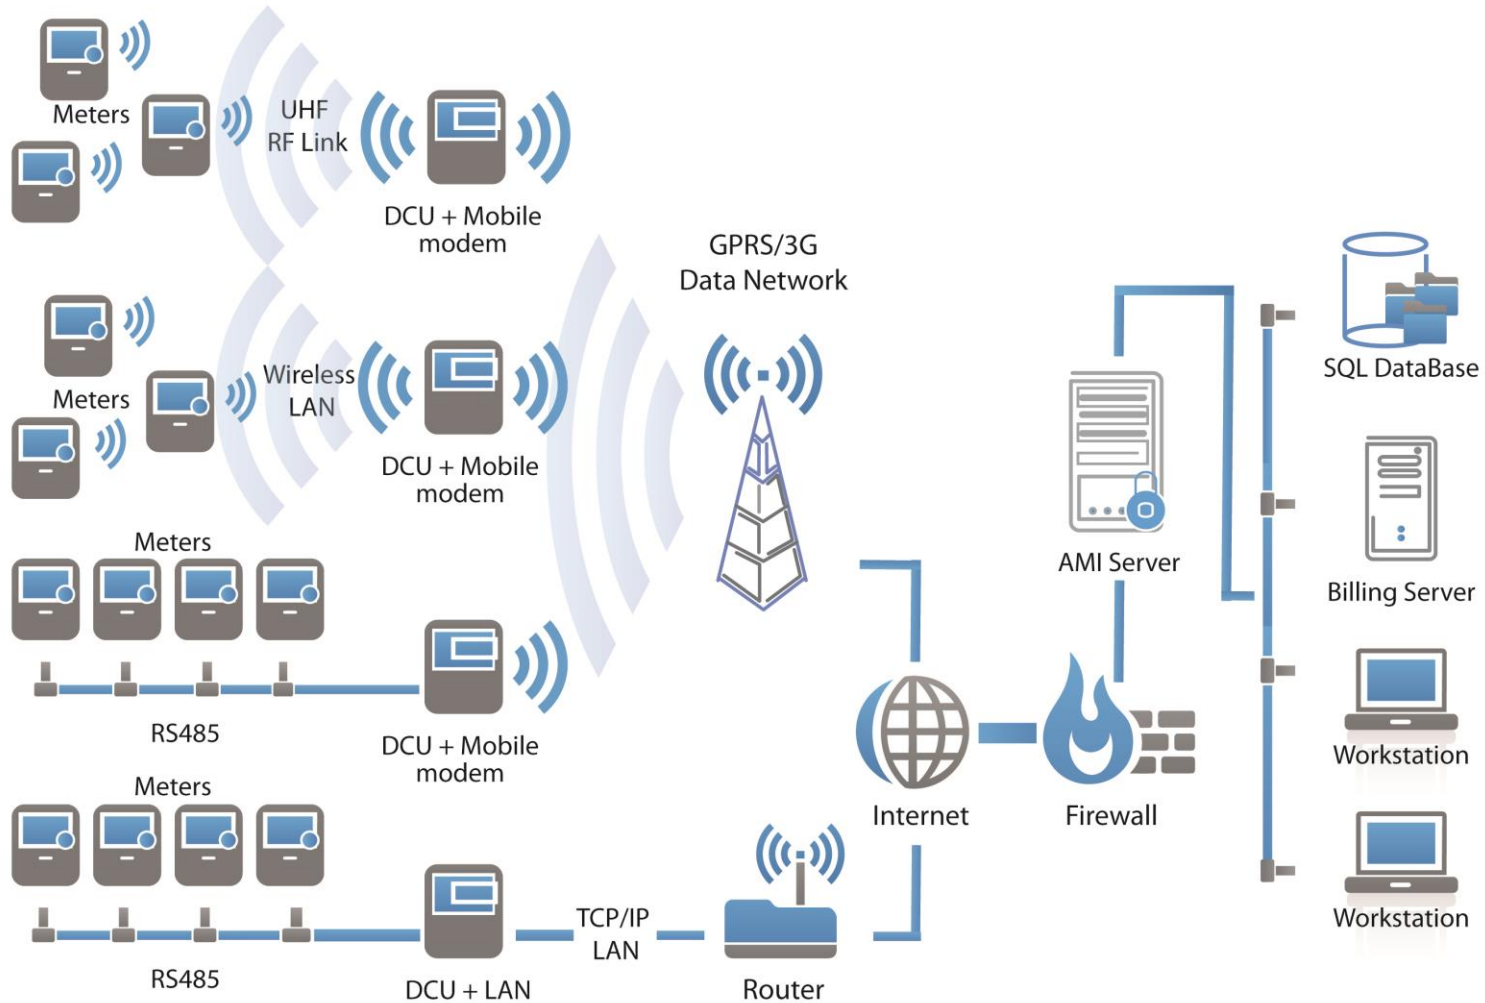 Meters
UHF
RF Link
DCU + Mobile
modem
GPRS/3G
Data Network
Meters
Wireless
LAN
DCU + Mobile
modem
SQL DataBase
AMI Server
Billing Server
Meters
RS485
DCU + Mobile
modem
Internet
Firewall
Workstation
Meters
RS485
DCU + LAN
TCP/IP
LAN
Router
Workstation